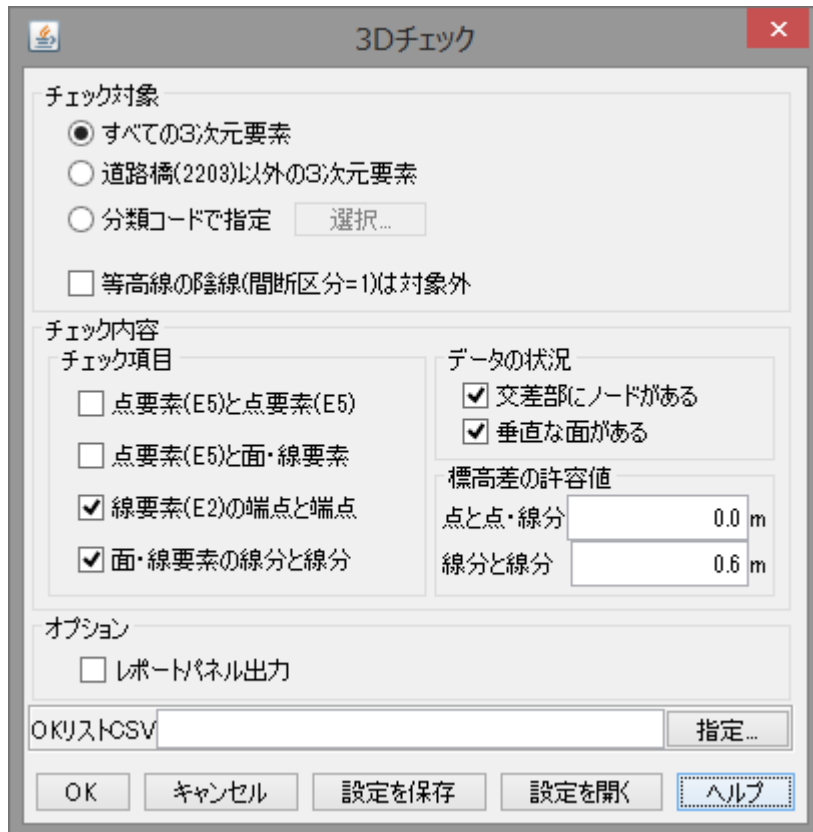 3Dチェック
チェック対象
すべての3次元要素
道路橋(2203)以外の3次元要素
分類コードで指定 選択...
等高線の陰線(間断区分=1)は対象外
チェック内容
チェック項目
点要素(E5)と点要素(E5)
点要素(E5)と面・線要素
線要素(E2)の端点と端点
面・線要素の線分と線分
データの状況
交差部にノードがある
垂直な面がある
標高差の許容値
点と点・線分 0.0 m
線分と線分 0.6 m
オプション
レポートパネル出力
OKリストCSV 指定...
OK キャンセル 設定を保存 設定を開く ヘルプ